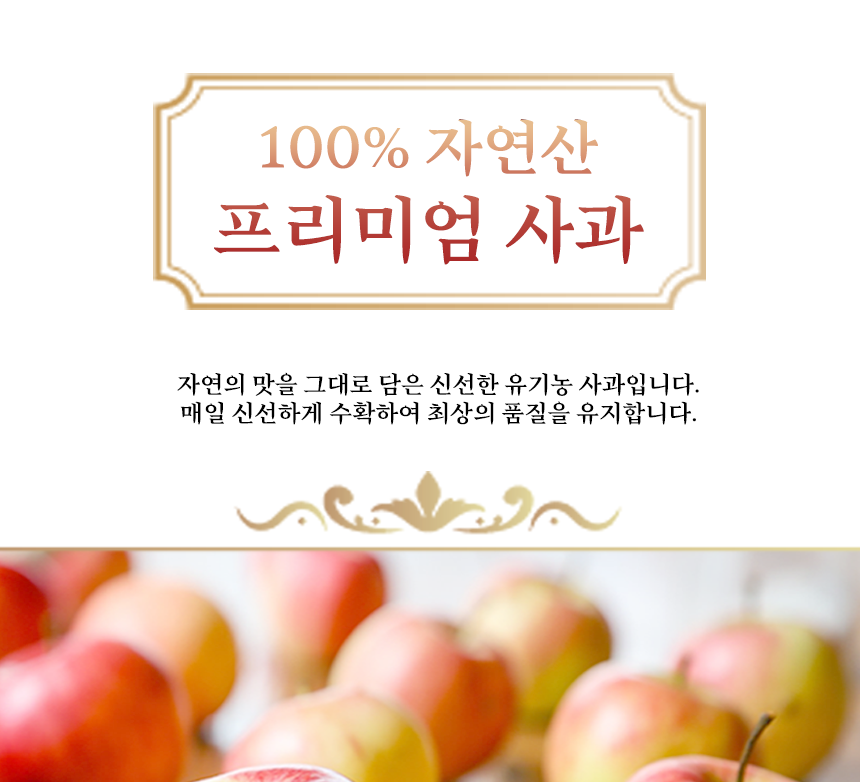 100% 자연산
프리미엄 사과
자연의 맛을 그대로 담은 신선한 유기농 사과입니다.
매일 신선하게 수확하여 최상의 품질을 유지합니다.